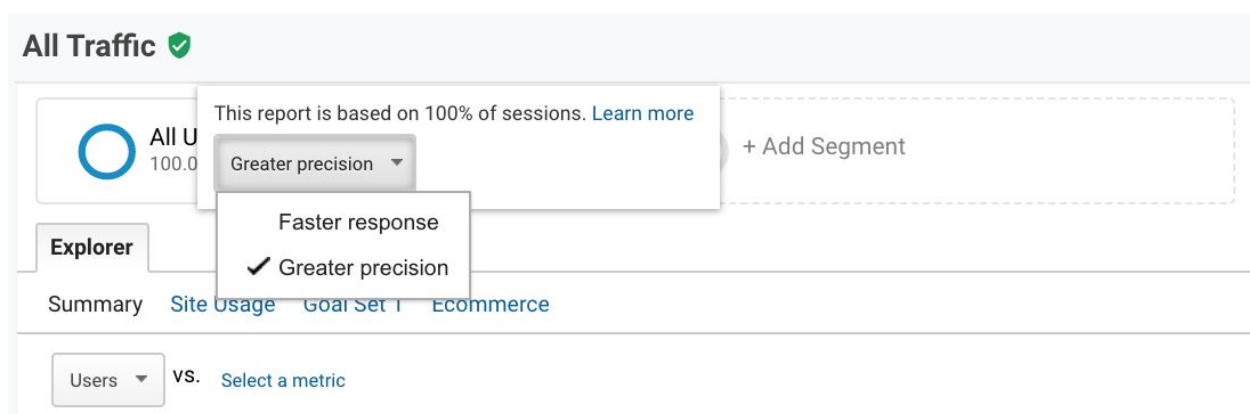 All Traffic
This report is based on 100% of sessions. Learn more
All U
100.0
Greater precision
+ Add Segment
Faster response
Greater precision
Explorer
Summary Site Usage Goal Set 1 Ecommerce
Users vs. Select a metric